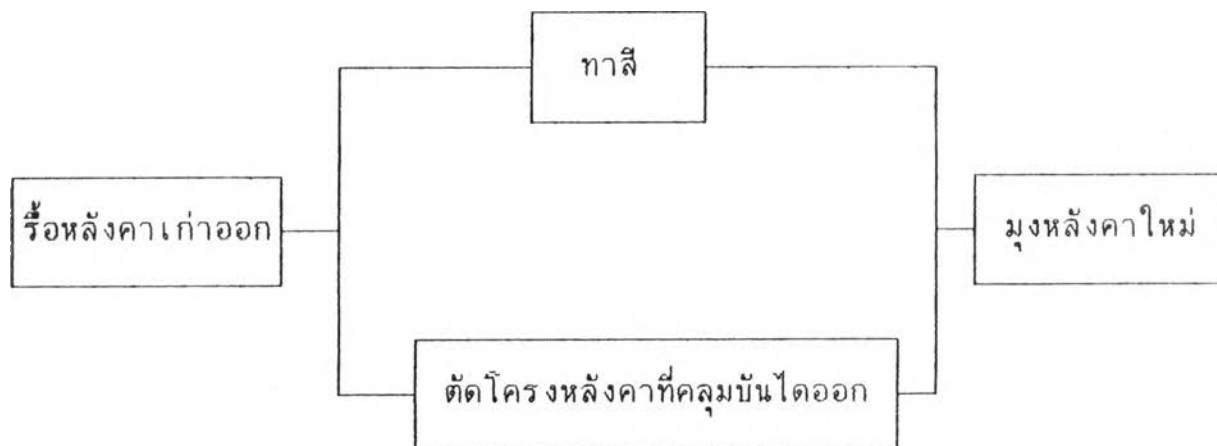 ทาสี
รื้อหลังคาเก่าออก
มุงหลังคาใหม่
ตัดโครงหลังคาที่คลุมบันไดออก